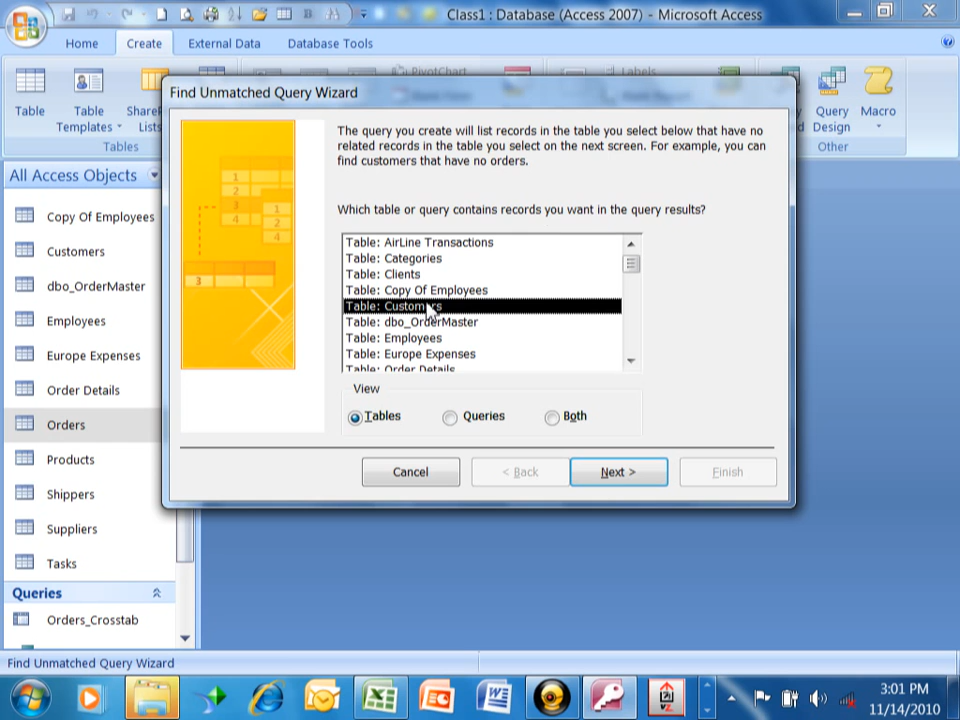 Class1 : Database (Access 2007) - Microsoft Access
Home
Create
External Data
Database Tools
Table
Table
Templates
Lists
Tables
PivotChart
Labels
Query
Design
Macro
Other
Find Unmatched Query Wizard
The query you create will list records in the table you select below that have no
related records in the table you select on the next screen. For example, you can
find customers that have no orders.
Which table or query contains records you want in the query results?
Table: AirLine Transactions
Table: Categories
Table: Clients
Table: Copy Of Employees
Table: Customers
Table: dbo_OrderMaster
Table: Employees
Table: Europe Expenses
Table: Order Details
View
Tables
Queries
Both
Cancel
< Back
Next >
Finish
All Access Objects
Copy Of Employees
Customers
dbo_OrderMaster
Employees
Europe Expenses
Order Details
Orders
Products
Shippers
Suppliers
Tasks
Queries
Orders_Crosstab
Find Unmatched Query Wizard
3:01 PM
11/14/2010